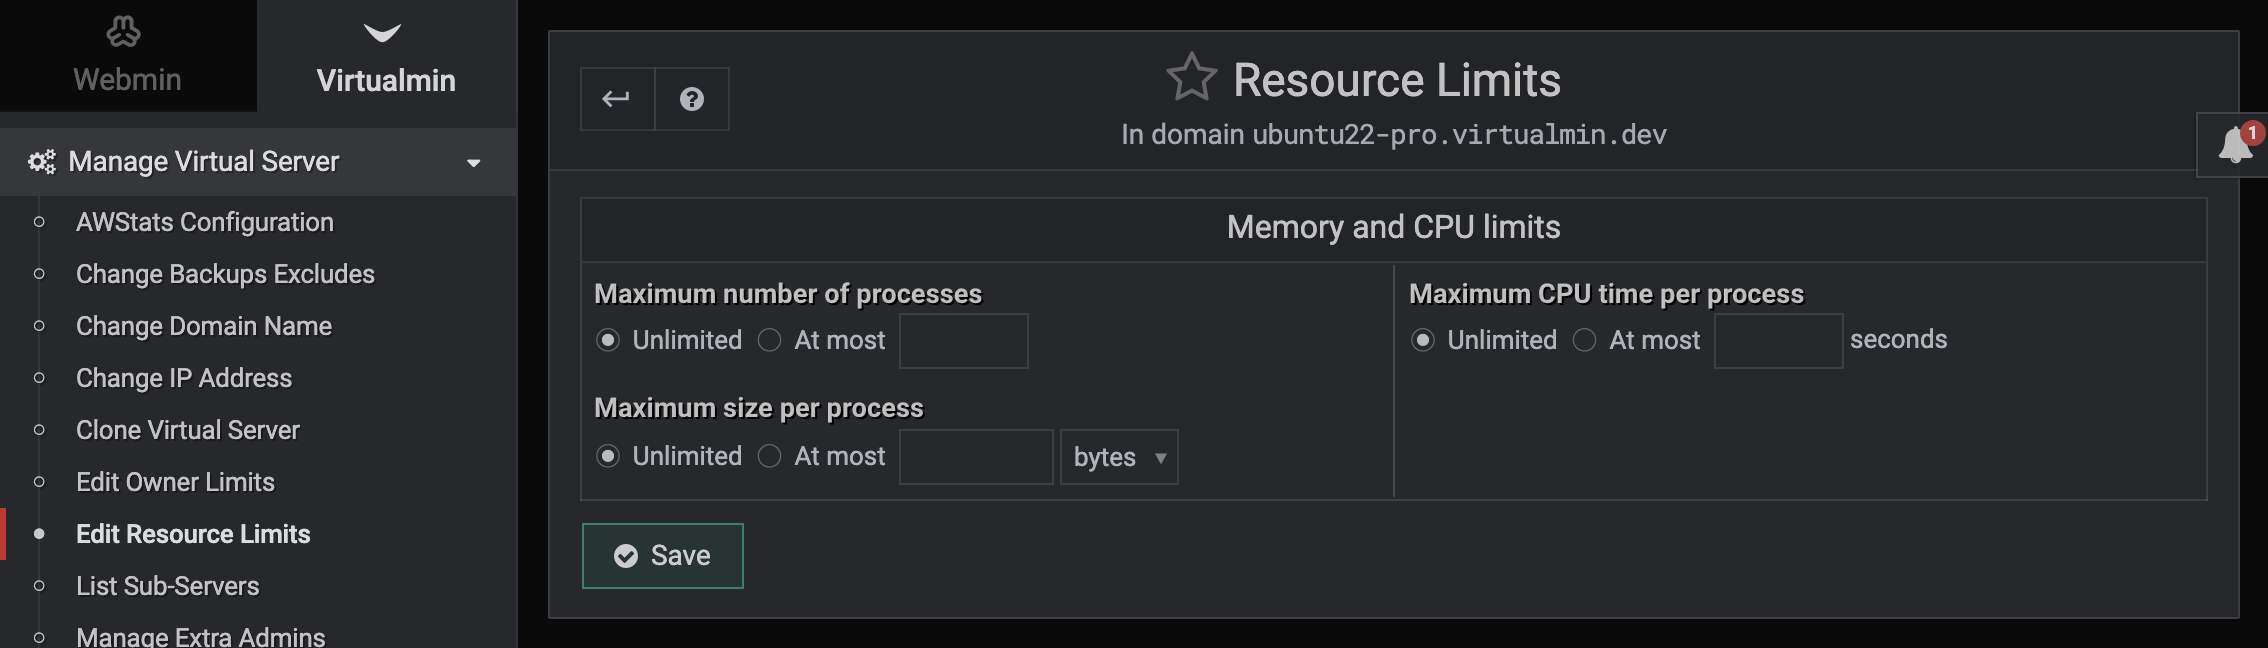 Webmin
Virtualmin
Manage Virtual Server
AWStats Configuration
Change Backups Excludes
Change Domain Name
Change IP Address
Clone Virtual Server
Edit Owner Limits
Edit Resource Limits
List Sub-Servers
Manage Extra Admins
Resource Limits
In domain ubuntu22-pro.virtualmin.dev
1
Memory and CPU limits
Maximum number of processes
Unlimited At most
Maximum size per process
Unlimited At most bytes
Maximum CPU time per process
Unlimited At most seconds
Save